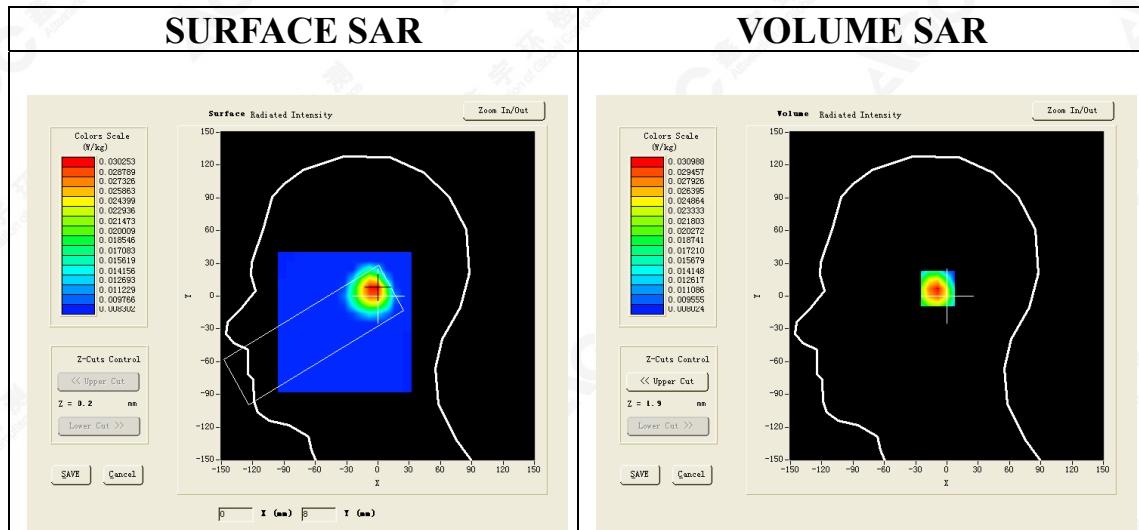 SURFACE SAR
VOLUME SAR
Surface Radiated Intensity
Zoom In/Out
Colors Scale
(W/kg)
0.030253
0.028789
0.027326
0.025863
0.024399
0.022936
0.021473
0.020009
0.018546
0.017083
0.015619
0.014156
0.012693
0.011229
0.009766
0.008302
150
120
90
60
30
0
-30
-60
-90
-120
-150
Y
-150 -120 -90 -60 -30 0 30 60 90 120 150
X
Z-Cuts Control
<< Upper Cut
Z = 0.2 mm
Lower Cut >>
SAVE Cancel
0 X (mm) 8 Y (mm)
Volume Radiated Intensity
Zoom In/Out
Colors Scale
(W/kg)
0.030988
0.029457
0.027926
0.026395
0.024864
0.023333
0.021803
0.020272
0.018741
0.017210
0.015679
0.014148
0.012617
0.011086
0.009555
0.008024
150
120
90
60
30
0
-30
-60
-90
-120
-150
Y
-150 -120 -90 -60 -30 0 30 60 90 120 150
X
Z-Cuts Control
<< Upper Cut
Z = 1.9 mm
Lower Cut >>
SAVE Cancel